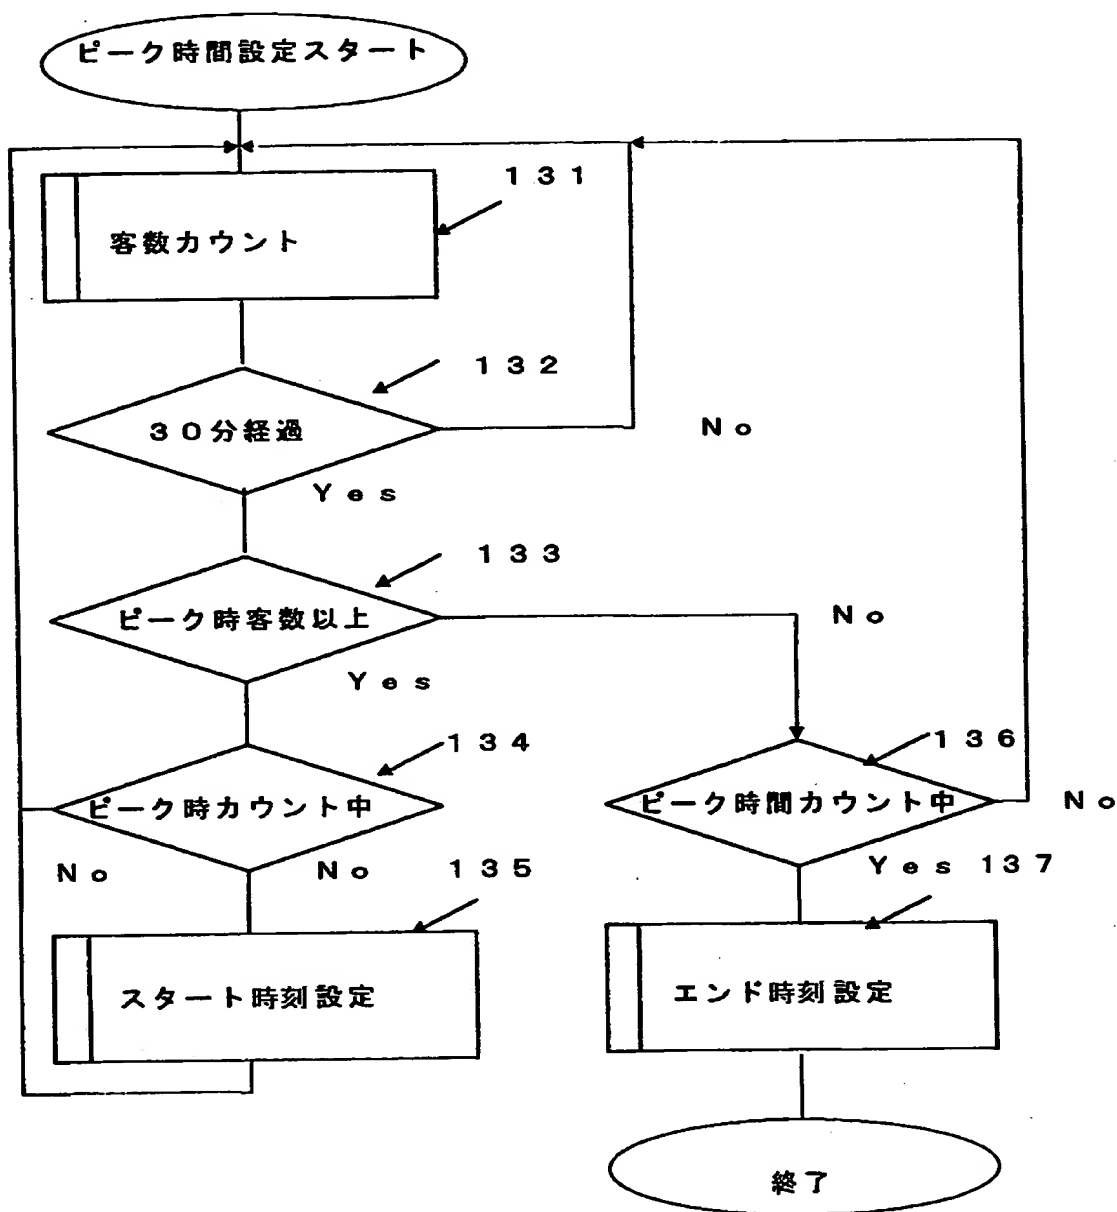 ピーク時間設定スタート
131
客数カウント
132
30分経過
No
Yes
133
ピーク時客数以上
No
Yes
134
136
ピーク時カウント中
ピーク時間カウント中
No
No
No
135
Yes 137
スタート時刻設定
エンド時刻設定
終了